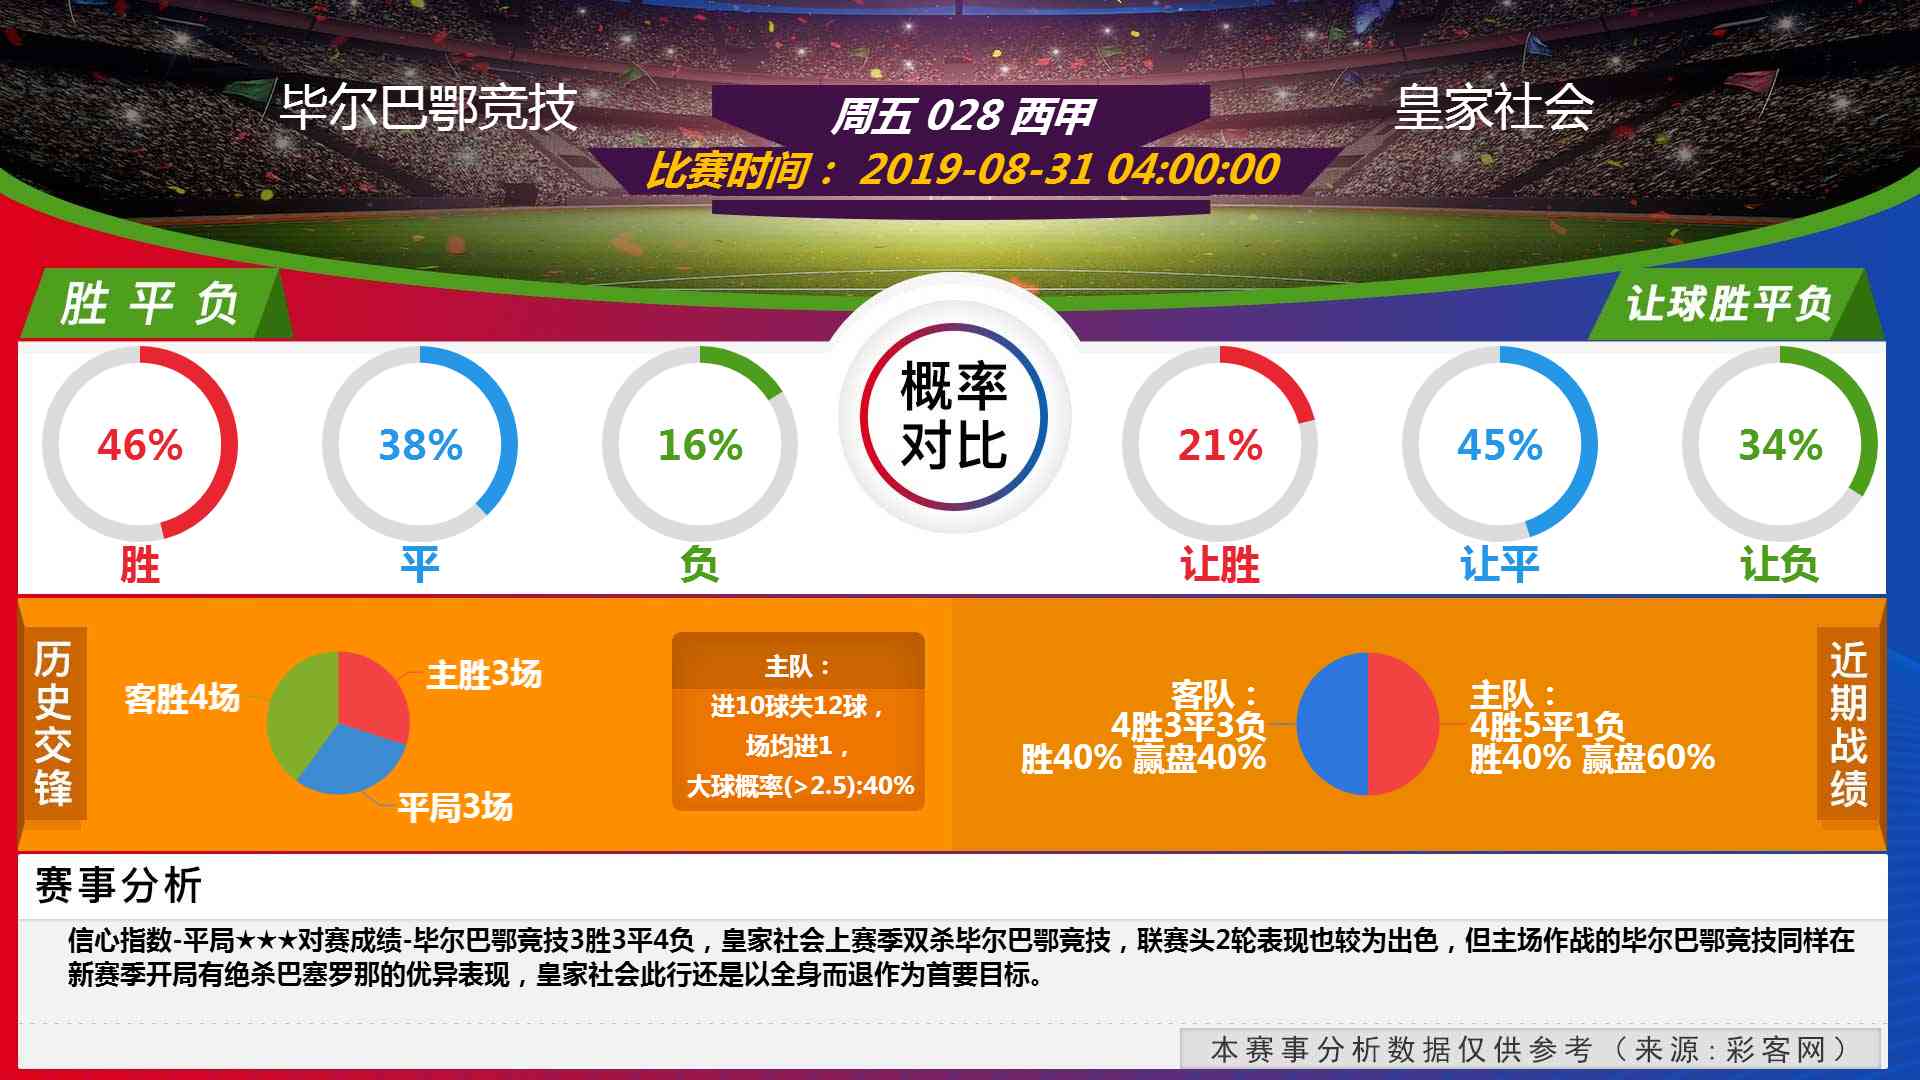 毕尔巴鄂竞技
周五 028 西甲
皇家社会
比赛时间： 2019-08-31 04:00:00
胜平负
让球胜平负
概率
对比
46%
38%
16%
21%
45%
34%
胜
平
负
让胜
让平
让负
历史交锋
客胜4场
主胜3场
平局3场
主队：
进10球失12球，
场均进1，
大球概率(>2.5):40%
客队：
4胜3平3负
胜40% 赢盘40%
主队：
4胜5平1负
胜40% 赢盘60%
近期战绩
赛事分析
信心指数-平局★★★对赛成绩-毕尔巴鄂竞技3胜3平4负，皇家社会上赛季双杀毕尔巴鄂竞技，联赛头2轮表现也较为出色，但主场作战的毕尔巴鄂竞技同样在
新赛季开局有绝杀巴塞罗那的优异表现，皇家社会此行还是以全身而退作为首要目标。
本赛事分析数据仅供参考（来源:彩客网）